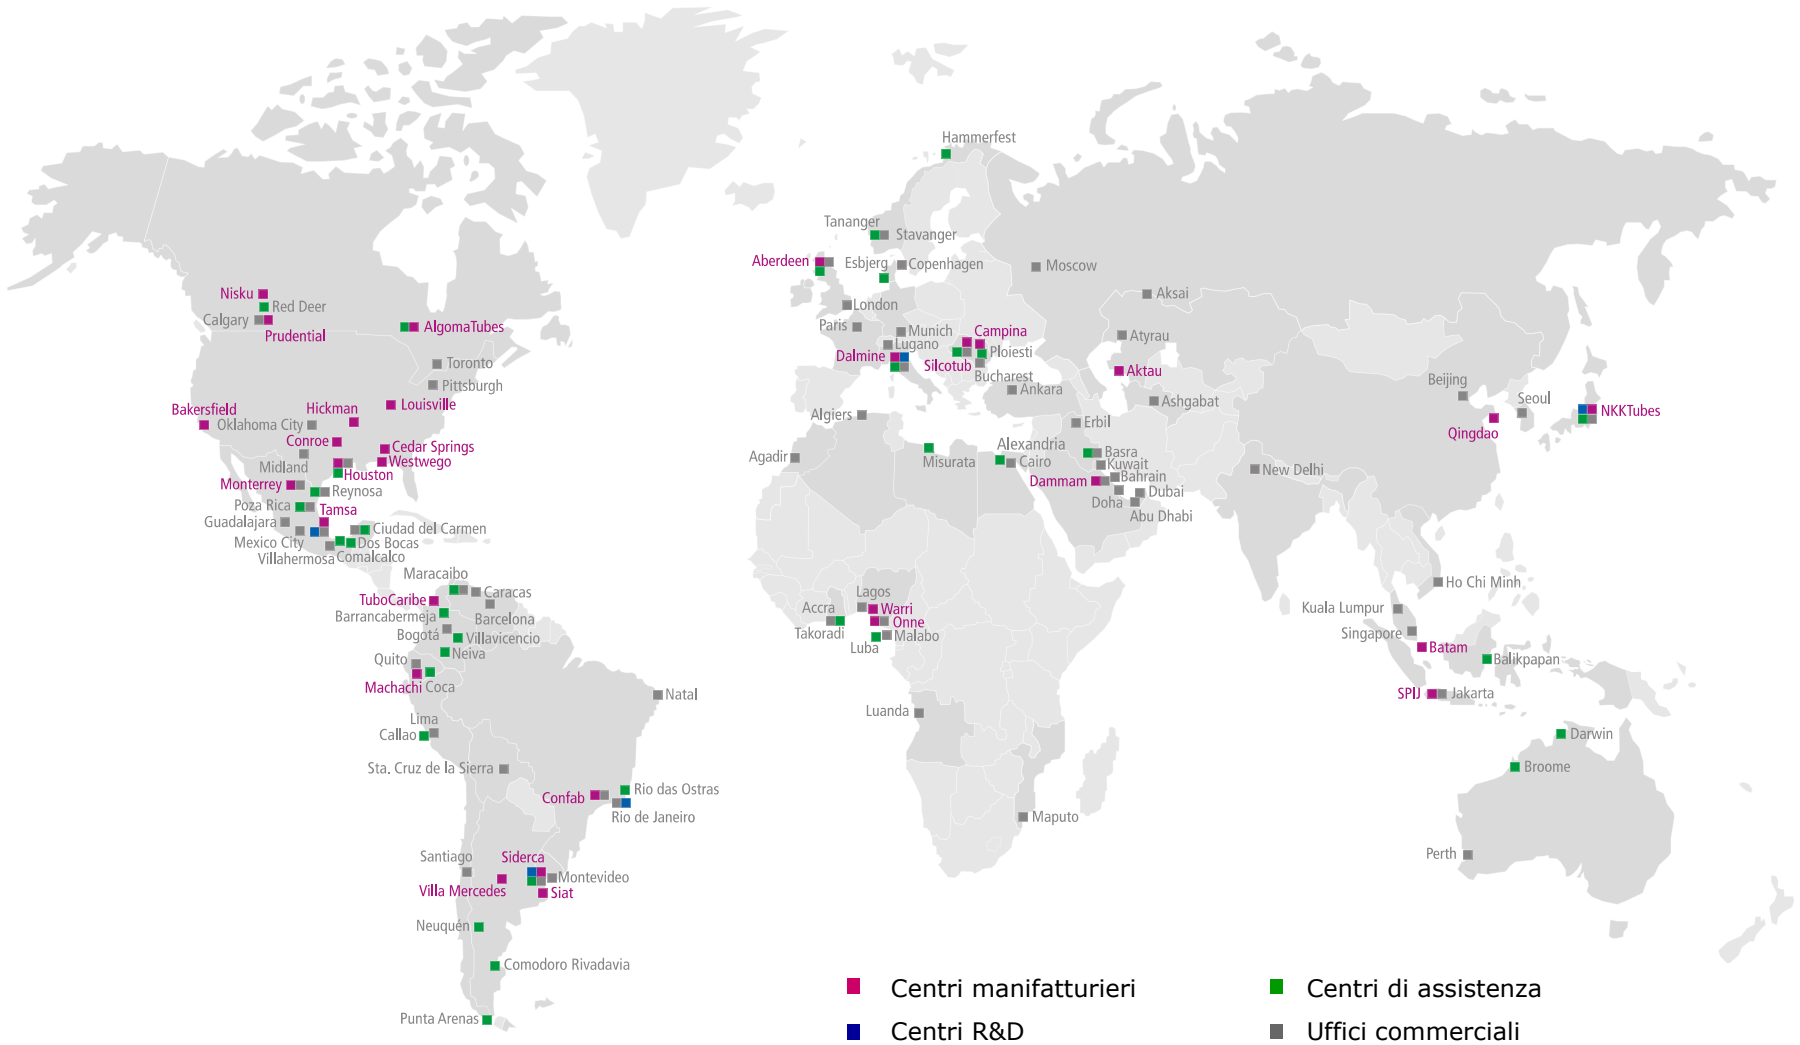 Hammerfest
Tananger
Stavanger
Aberdeen
Esbjerg
Copenhagen
Moscow
Nisku
Red Deer
Calgary
Prudential
AlgomaTubes
London
Aksai
Paris
Munich
Campina
Atyrau
Lugano
Ploiesti
Dalmine
Silcotub
Bucharest
Toronto
Pittsburgh
Ankara
Aktau
Beijing
Ashgabat
Seoul
NKKTubes
Qingdao
Louisville
Hickman
Bakersfield
Oklahoma City
Conroe
Cedar Springs
Westwego
Midland
Houston
Algiers
Erbil
Alexandria
Basra
Agadir
Misurata
Cairo
Kuwait
Bahrain
New Delhi
Monterrey
Reynosa
Dammam
Doha
Dubai
Abu Dhabi
Poza Rica
Tamsa
Guadalajara
Ciudad del Carmen
Mexico City
Dos Bocas
Villahermosa
Comalcalco
Maracaibo
Caracas
TuboCaribe
Barcelona
Barrancabermeja
Bogotá
Villavicencio
Neiva
Quito
Machachi
Coca
Lagos
Accra
Warri
Onne
Takoradi
Malabo
Luba
Ho Chi Minh
Kuala Lumpur
Singapore
Batam
Balikpapan
SPIJ
Jakarta
Natal
Lima
Callao
Luanda
Darwin
Broome
Sta. Cruz de la Sierra
Confab
Rio das Ostras
Rio de Janeiro
Maputo
Santiago
Siderca
Montevideo
Villa Mercedes
Siat
Perth
Neuquén
Comodoro Rivadavia
Punta Arenas
Centri manifatturieri
Centri di assistenza
Centri R&D
Uffici commerciali